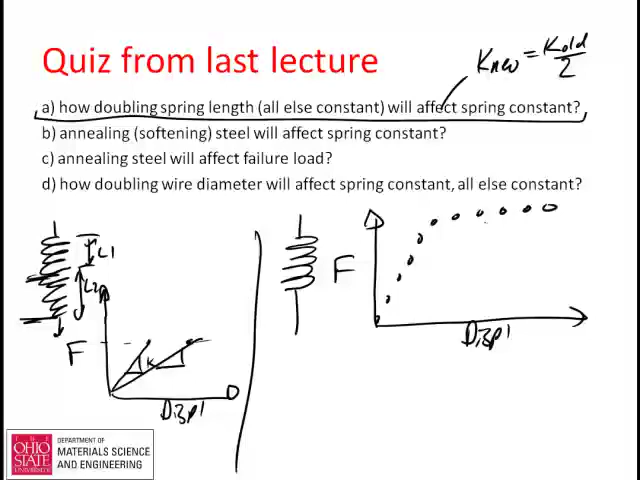 Quiz from last lecture
Knew = Kold/2
a) how doubling spring length (all else constant) will affect spring constant?
b) annealing (softening) steel will affect spring constant?
c) annealing steel will affect failure load?
d) how doubling wire diameter will affect spring constant, all else constant?
L1
L2
F
K
Displ
F
Displ
THE
OHIO
STATE
UNIVERSITY
DEPARTMENT OF
MATERIALS SCIENCE
AND ENGINEERING